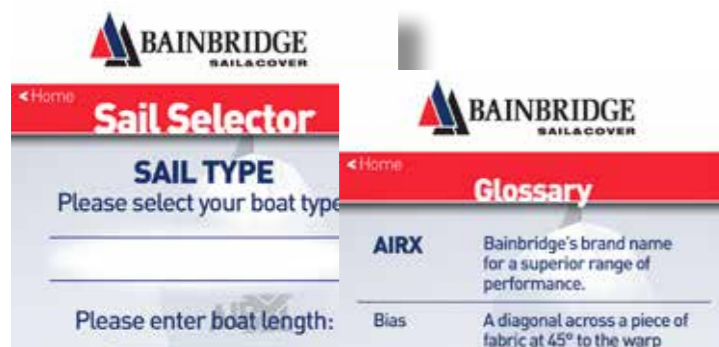 BAINBRIDGE
SAIL&COVER
<Home
Sail Selector
SAIL TYPE
Please select your boat type
Please enter boat length:
BAINBRIDGE
SAIL&COVER
<Home
Glossary
AIRX
Bainbridge's brand name
for a superior range of
performance.
Bias
A diagonal across a piece of
fabric at 45° to the warp